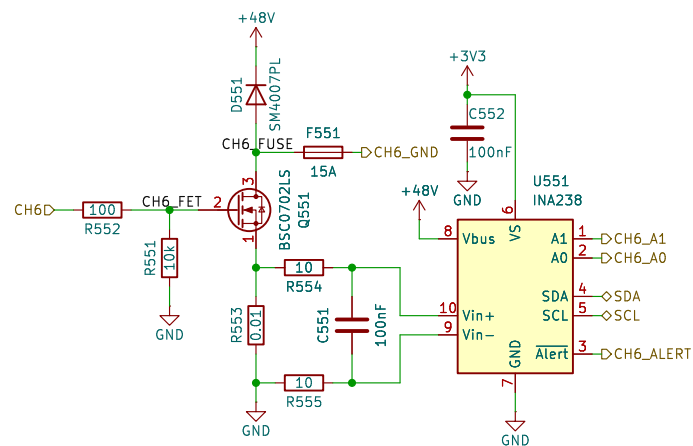 +48V
D551
SM4007PL
+3V3
C552
100nF
GND
CH6_FUSE
F551
15A
CH6_GND
CH6
100
R552
CH6_FET
2
3
1
BSC0702LS
Q551
+48V
U551
INA238
6
8
Vbus
VS
A1
1
CH6_A1
A0
2
CH6_A0
R551
10k
GND
10
R554
SDA
4
SDA
SCL
5
SCL
R553
0.01
C551
100nF
10
Vin+
9
Vin-
GND
7
Alert
3
CH6_ALERT
10
R555
GND
GND